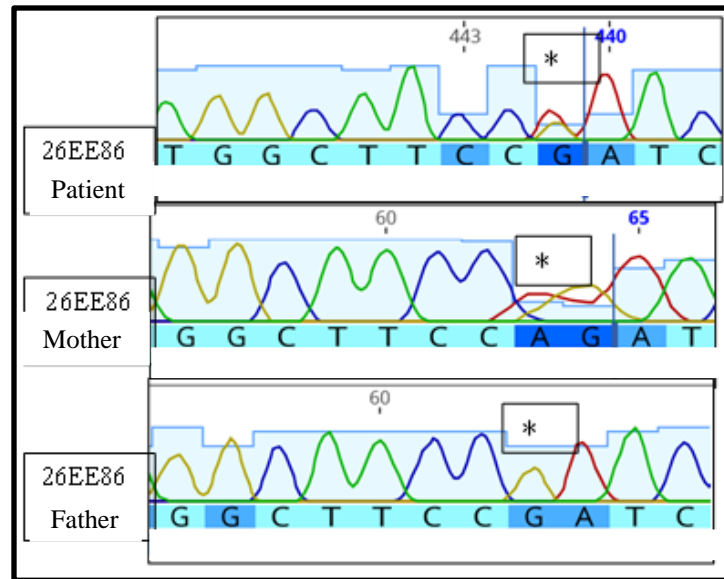 443 * 440
26EE86
Patient
T G G C T T C C G A T C
60 * 65
26EE86
Mother
G G C T T C C A G A T
60 *
26EE86
Father
G G C T T C C G A T C